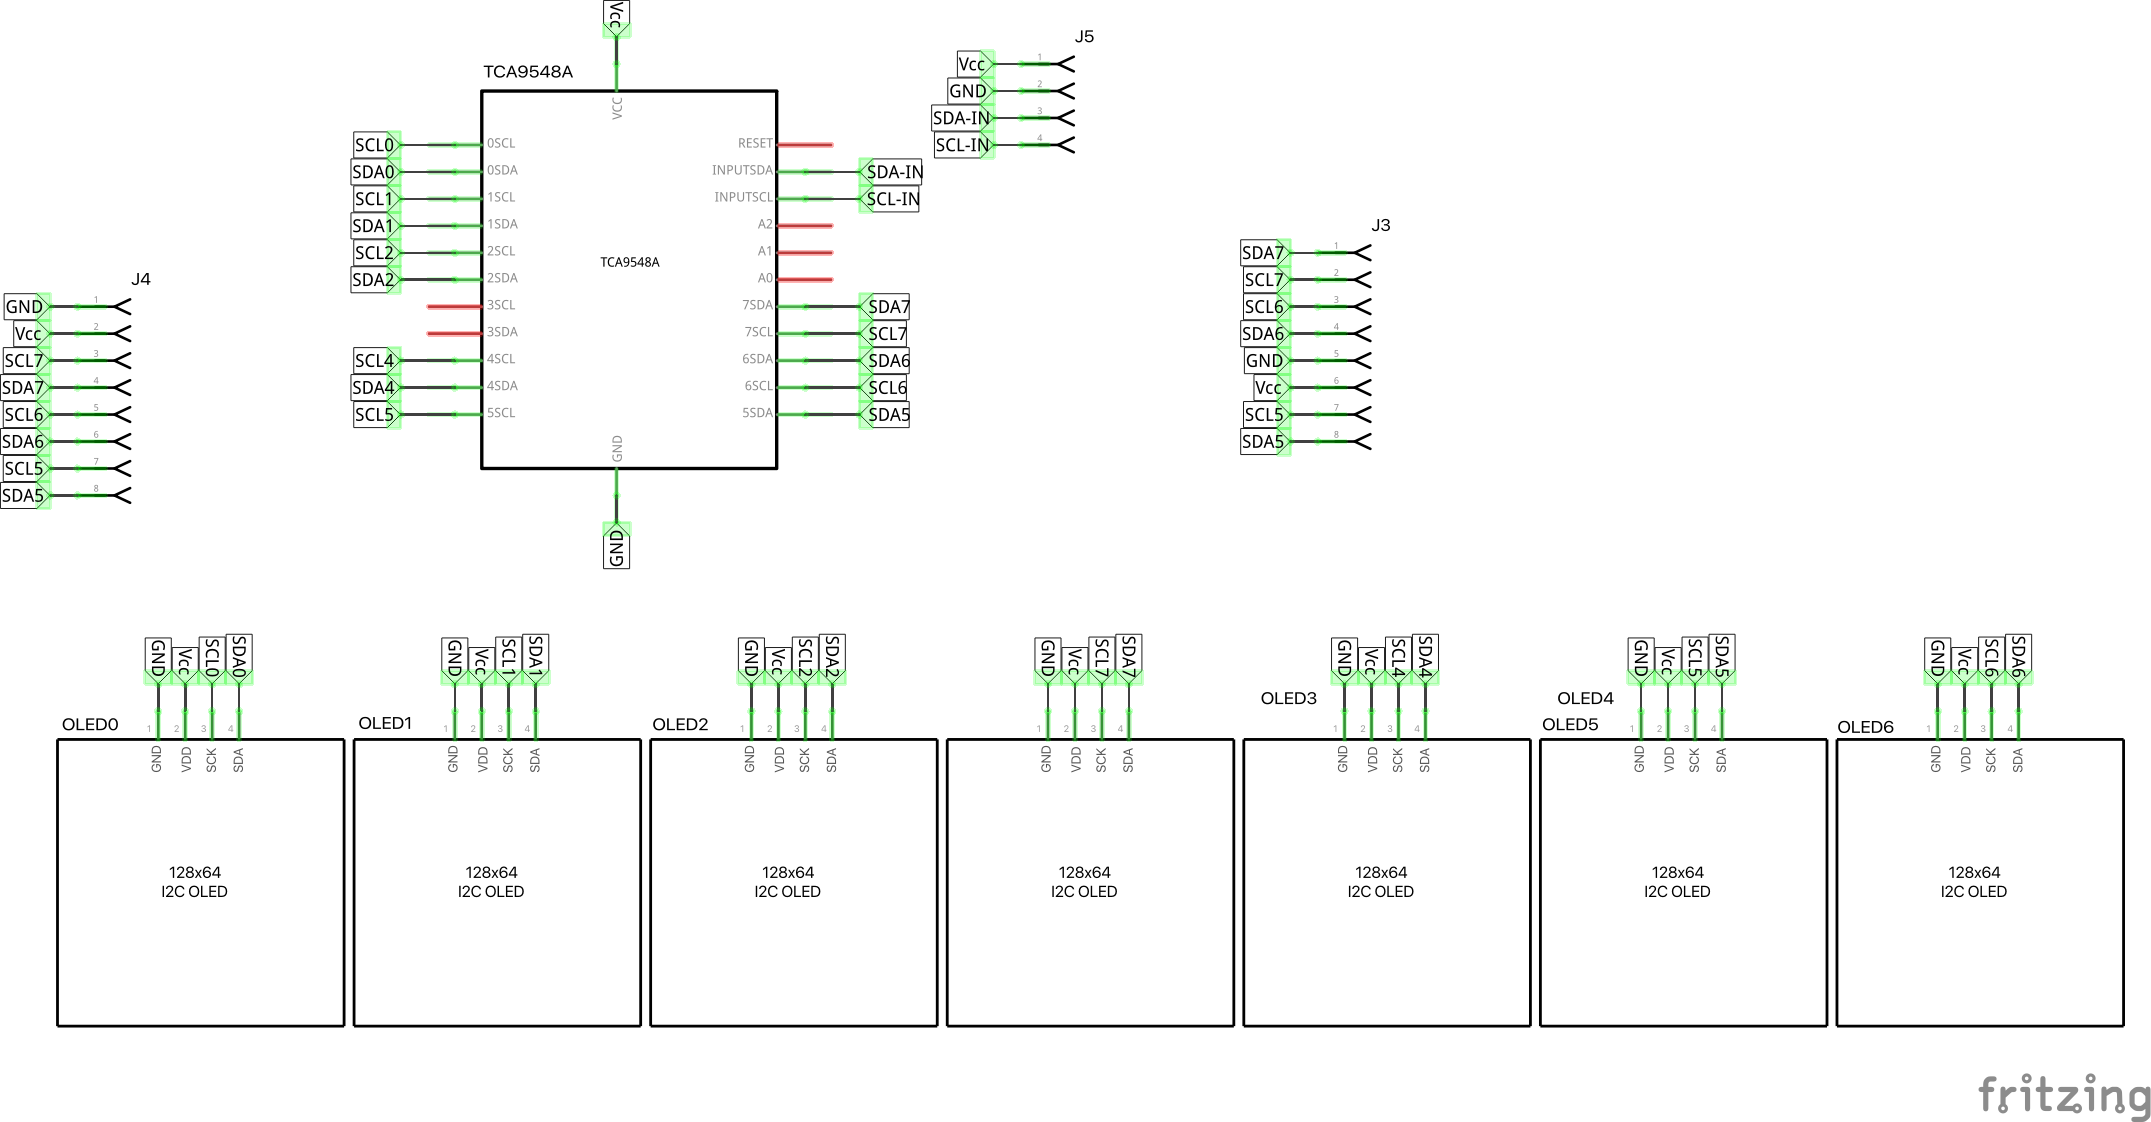 Vcc
J5
TCA9548A
VCC
Vcc 1
GND 2
SDA-IN 3
SCL-IN 4
SCL0 0SCL
SDA0 0SDA
SCL1 1SCL
SDA1 1SDA
SCL2 2SCL
SDA2 2SDA
3SCL
3SDA
SCL4 4SCL
SDA4 4SDA
SCL5 5SCL
TCA9548A
RESET
INPUTSDA SDA-IN
INPUTSCL SCL-IN
A2
A1
A0
7SDA SDA7
7SCL SCL7
6SDA SDA6
6SCL SCL6
5SDA SDA5
GND
GND
J3
SDA7 1
SCL7 2
SCL6 3
SDA6 4
GND 5
Vcc 6
SCL5 7
SDA5 8
J4
GND 1
Vcc 2
SCL7 3
SDA7 4
SCL6 5
SDA6 6
SCL5 7
SDA5 8
GND Vcc SCL0 SDA0
OLED0
1 2 3 4
GND VDD SCK SDA
128x64
I2C OLED
GND Vcc SCL1 SDA1
OLED1
1 2 3 4
GND VDD SCK SDA
128x64
I2C OLED
GND Vcc SCL2 SDA2
OLED2
1 2 3 4
GND VDD SCK SDA
128x64
I2C OLED
GND Vcc SCL7 SDA7
1 2 3 4
GND VDD SCK SDA
128x64
I2C OLED
GND Vcc SCL4 SDA4
OLED3
1 2 3 4
GND VDD SCK SDA
128x64
I2C OLED
GND Vcc SCL5 SDA5
OLED4
OLED5
1 2 3 4
GND VDD SCK SDA
128x64
I2C OLED
GND Vcc SCL6 SDA6
OLED6
1 2 3 4
GND VDD SCK SDA
128x64
I2C OLED
fritzing